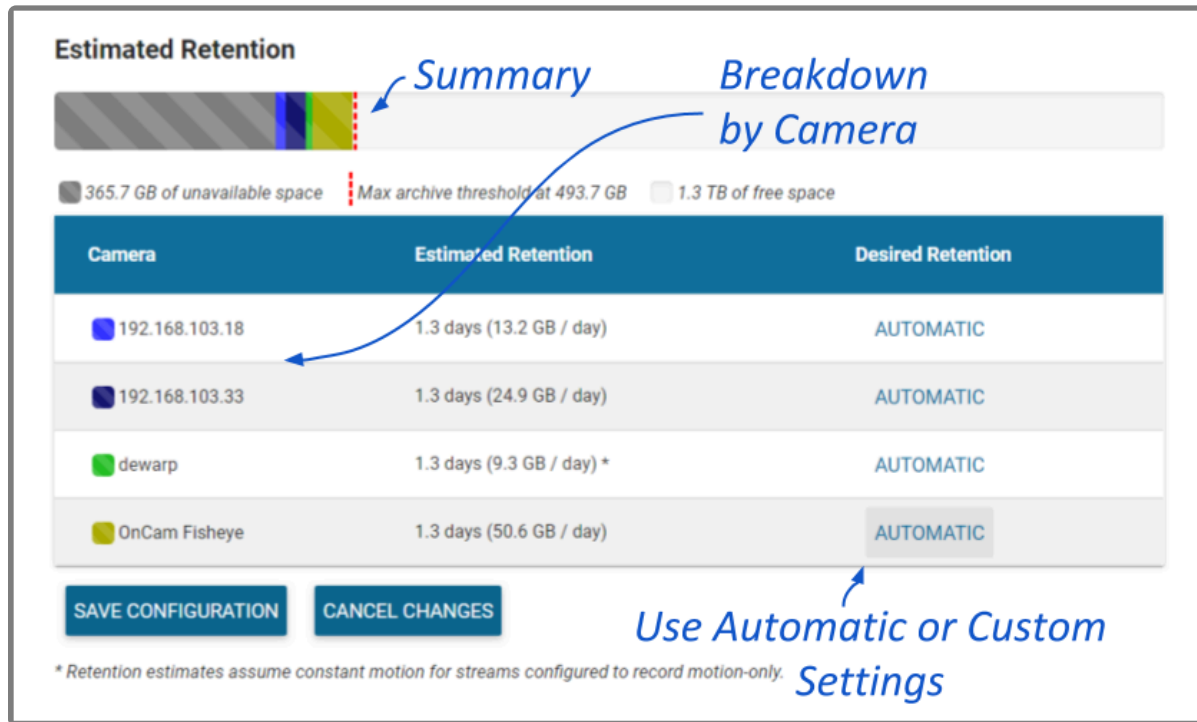 Estimated Retention
Summary
Breakdown
by Camera
365.7 GB of unavailable space Max archive threshold at 493.7 GB 1.3 TB of free space
Camera Estimated Retention Desired Retention
192.168.103.18 1.3 days (13.2 GB / day) AUTOMATIC
192.168.103.33 1.3 days (24.9 GB / day) AUTOMATIC
dewarp 1.3 days (9.3 GB / day) * AUTOMATIC
OnCam Fisheye 1.3 days (50.6 GB / day) AUTOMATIC
SAVE CONFIGURATION CANCEL CHANGES
Use Automatic or Custom
Settings
* Retention estimates assume constant motion for streams configured to record motion-only.